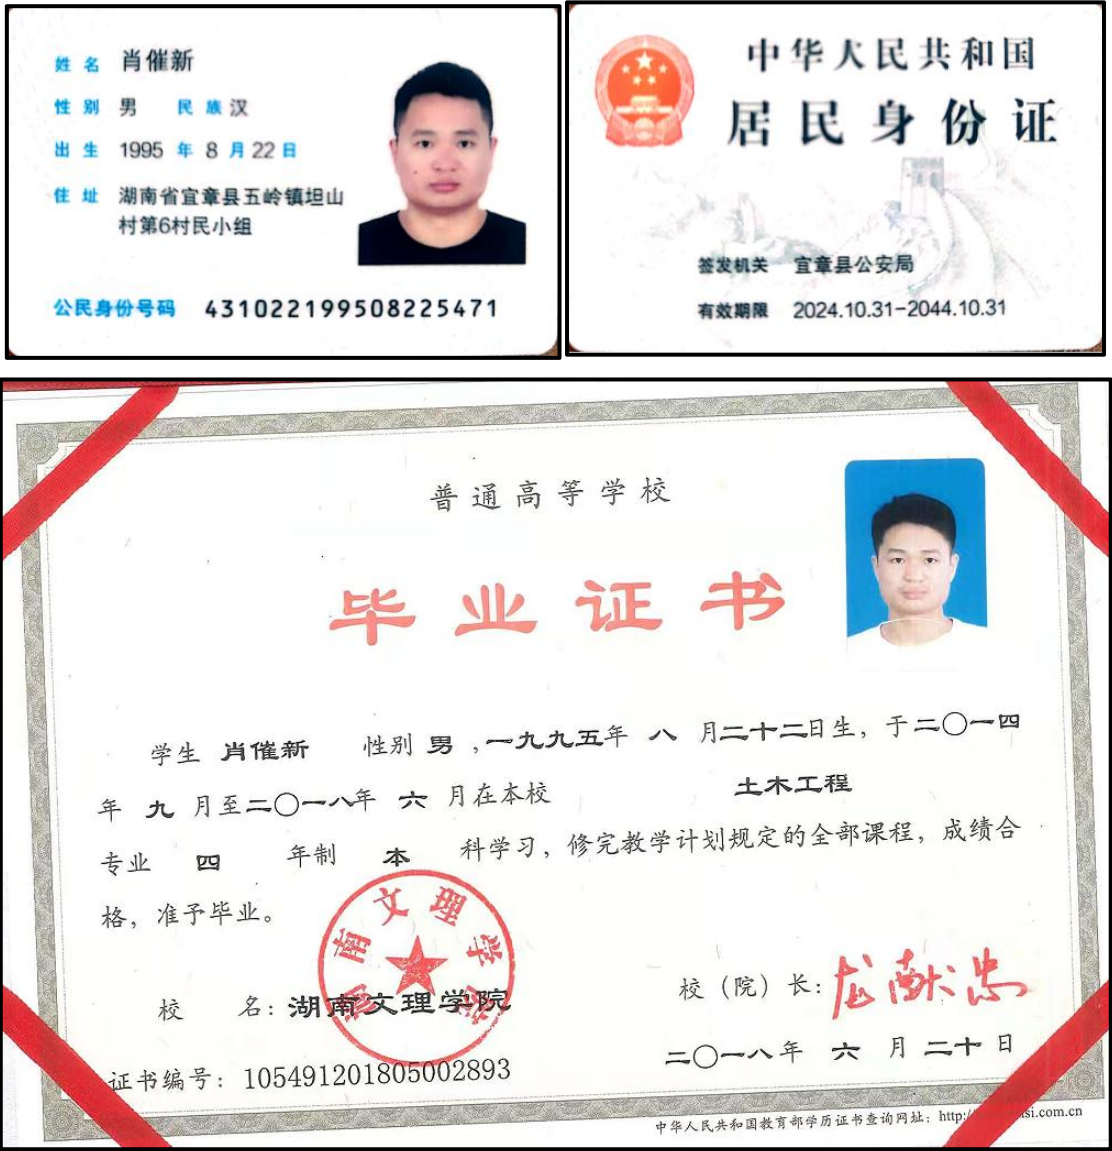 姓名 肖催新
性别 男 民族 汉
出生 1995 年 8 月 22 日
住址 湖南省宜章县五岭镇坦山
村第6村民小组
公民身份号码 431022199508225471
中华人民共和国
居民身份证
签发机关 宜章县公安局
有效期限 2024.10.31-2044.10.31
普通高等学校
毕业证书
学生 肖催新 性别 男 ,一九九五年 八 月二十二日生，于二〇一四
年 九 月至二〇一八年 六 月在本校 土木工程
专业 四 年制 本 科学习，修完教学计划规定的全部课程，成绩合
格，准予毕业。
湖南文理学院
校 名：湖南文理学院
校（院）长：龙献忠
二〇一八年 六 月 二十 日
证书编号：105491201805002893
中华人民共和国教育部学历证书查询网址：http:/ si.com.cn